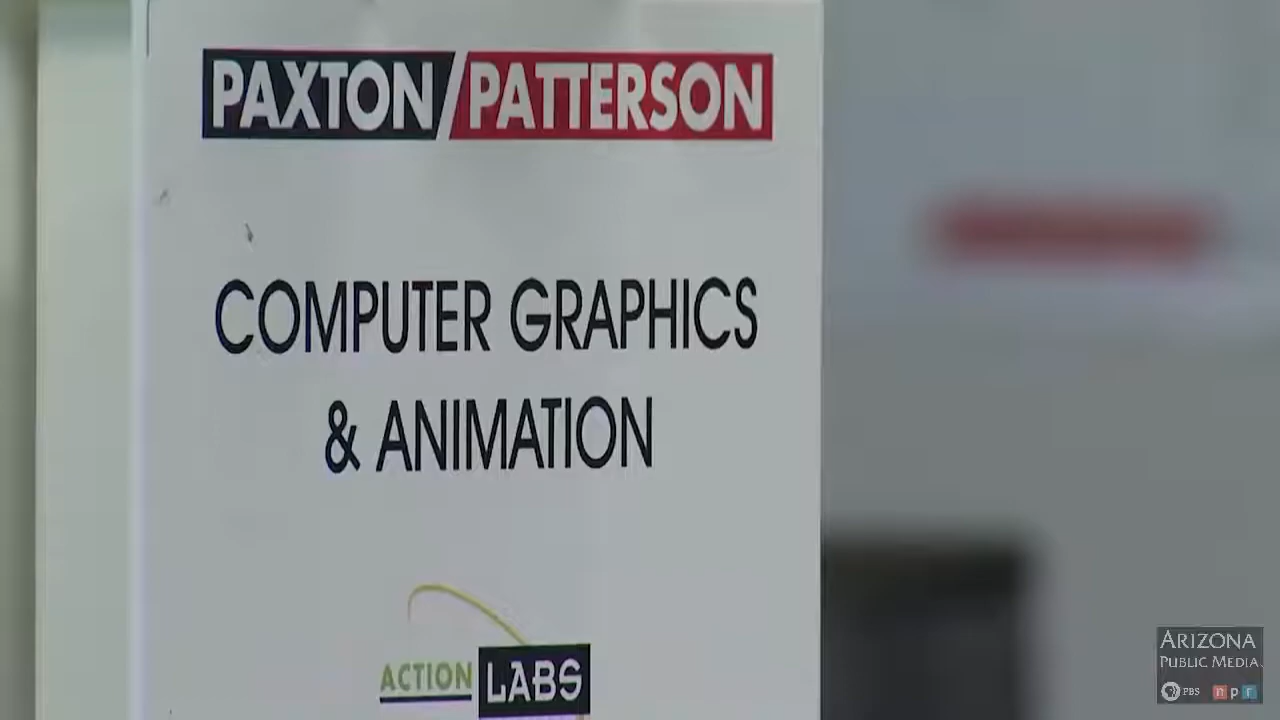 PAXTON/PATTERSON
COMPUTER GRAPHICS
& ANIMATION
ACTION LABS
ARIZONA
PUBLIC MEDIA
PBS npr